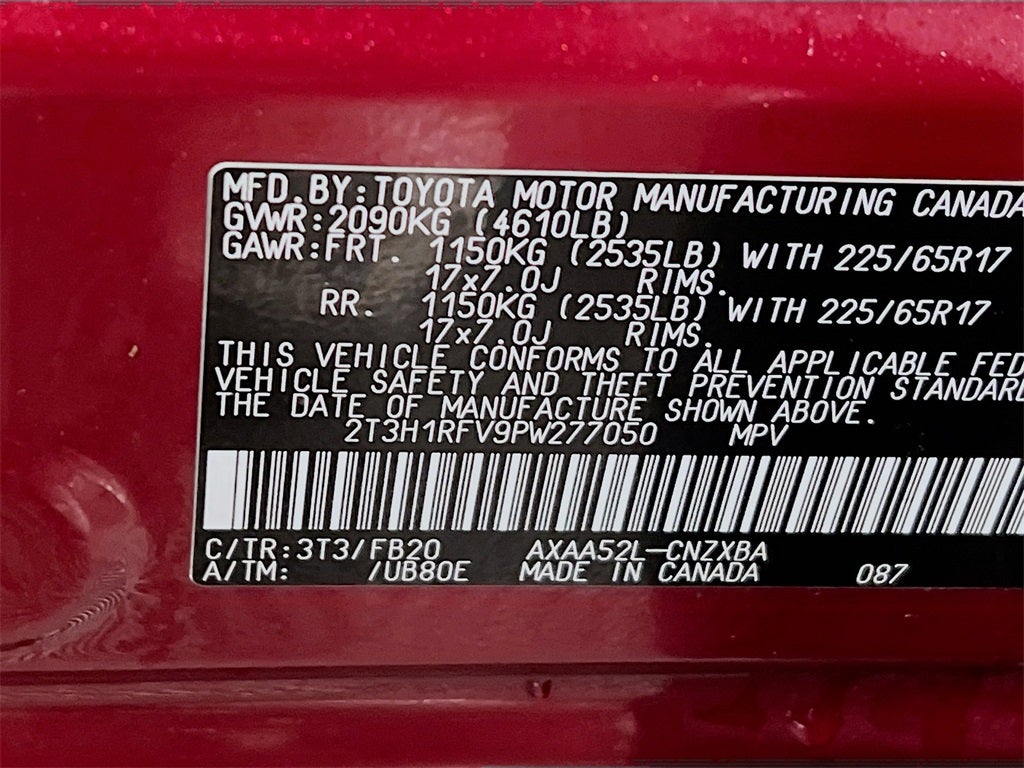 MFD.BY:TOYOTA MOTOR MANUFACTURING CANADA
GVWR:2090KG (4610LB)
GAWR:FRT. 1150KG (2535LB) WITH 225/65R17
17x7.0J RIMS.
RR. 1150KG (2535LB) WITH 225/65R17
17x7.0J RIMS.
THIS VEHICLE CONFORMS TO ALL APPLICABLE FED
VEHICLE SAFETY AND THEFT PREVENTION STANDARD
THE DATE OF MANUFACTURE SHOWN ABOVE.
2T3H1RFV9PW277050 MPV
C/TR:3T3/FB20 AXAA52L-CNZXBA
A/TM: /UB80E MADE IN CANADA 087